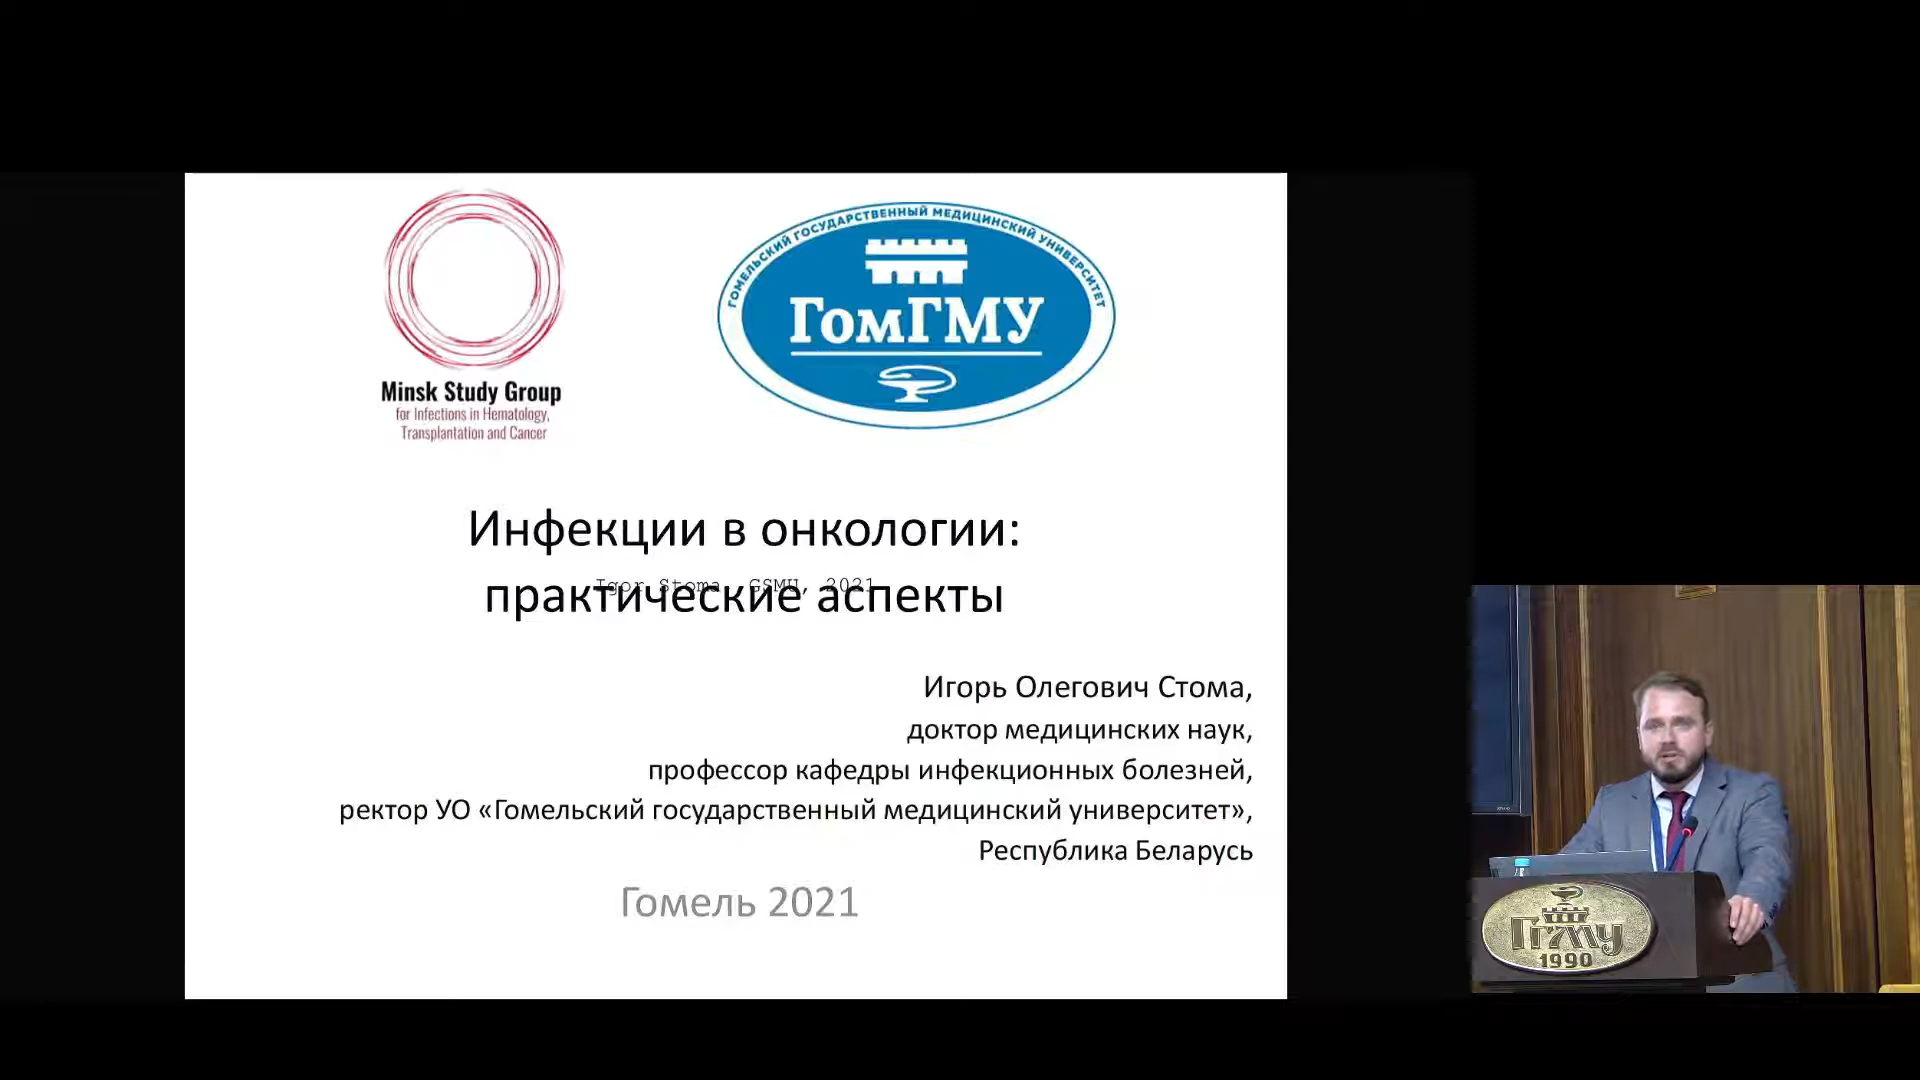 Minsk Study Group
for Infections in Hematology,
Transplantation and Cancer
ГОМЕЛЬСКИЙ ГОСУДАРСТВЕННЫЙ МЕДИЦИНСКИЙ УНИВЕРСИТЕТ
ГомГМУ
Инфекции в онкологии:
Igor Stoma, GSMU, 2021
практические аспекты
Игорь Олегович Стома,
доктор медицинских наук,
профессор кафедры инфекционных болезней,
ректор УО «Гомельский государственный медицинский университет»,
Республика Беларусь
Гомель 2021
ГГМУ
1990